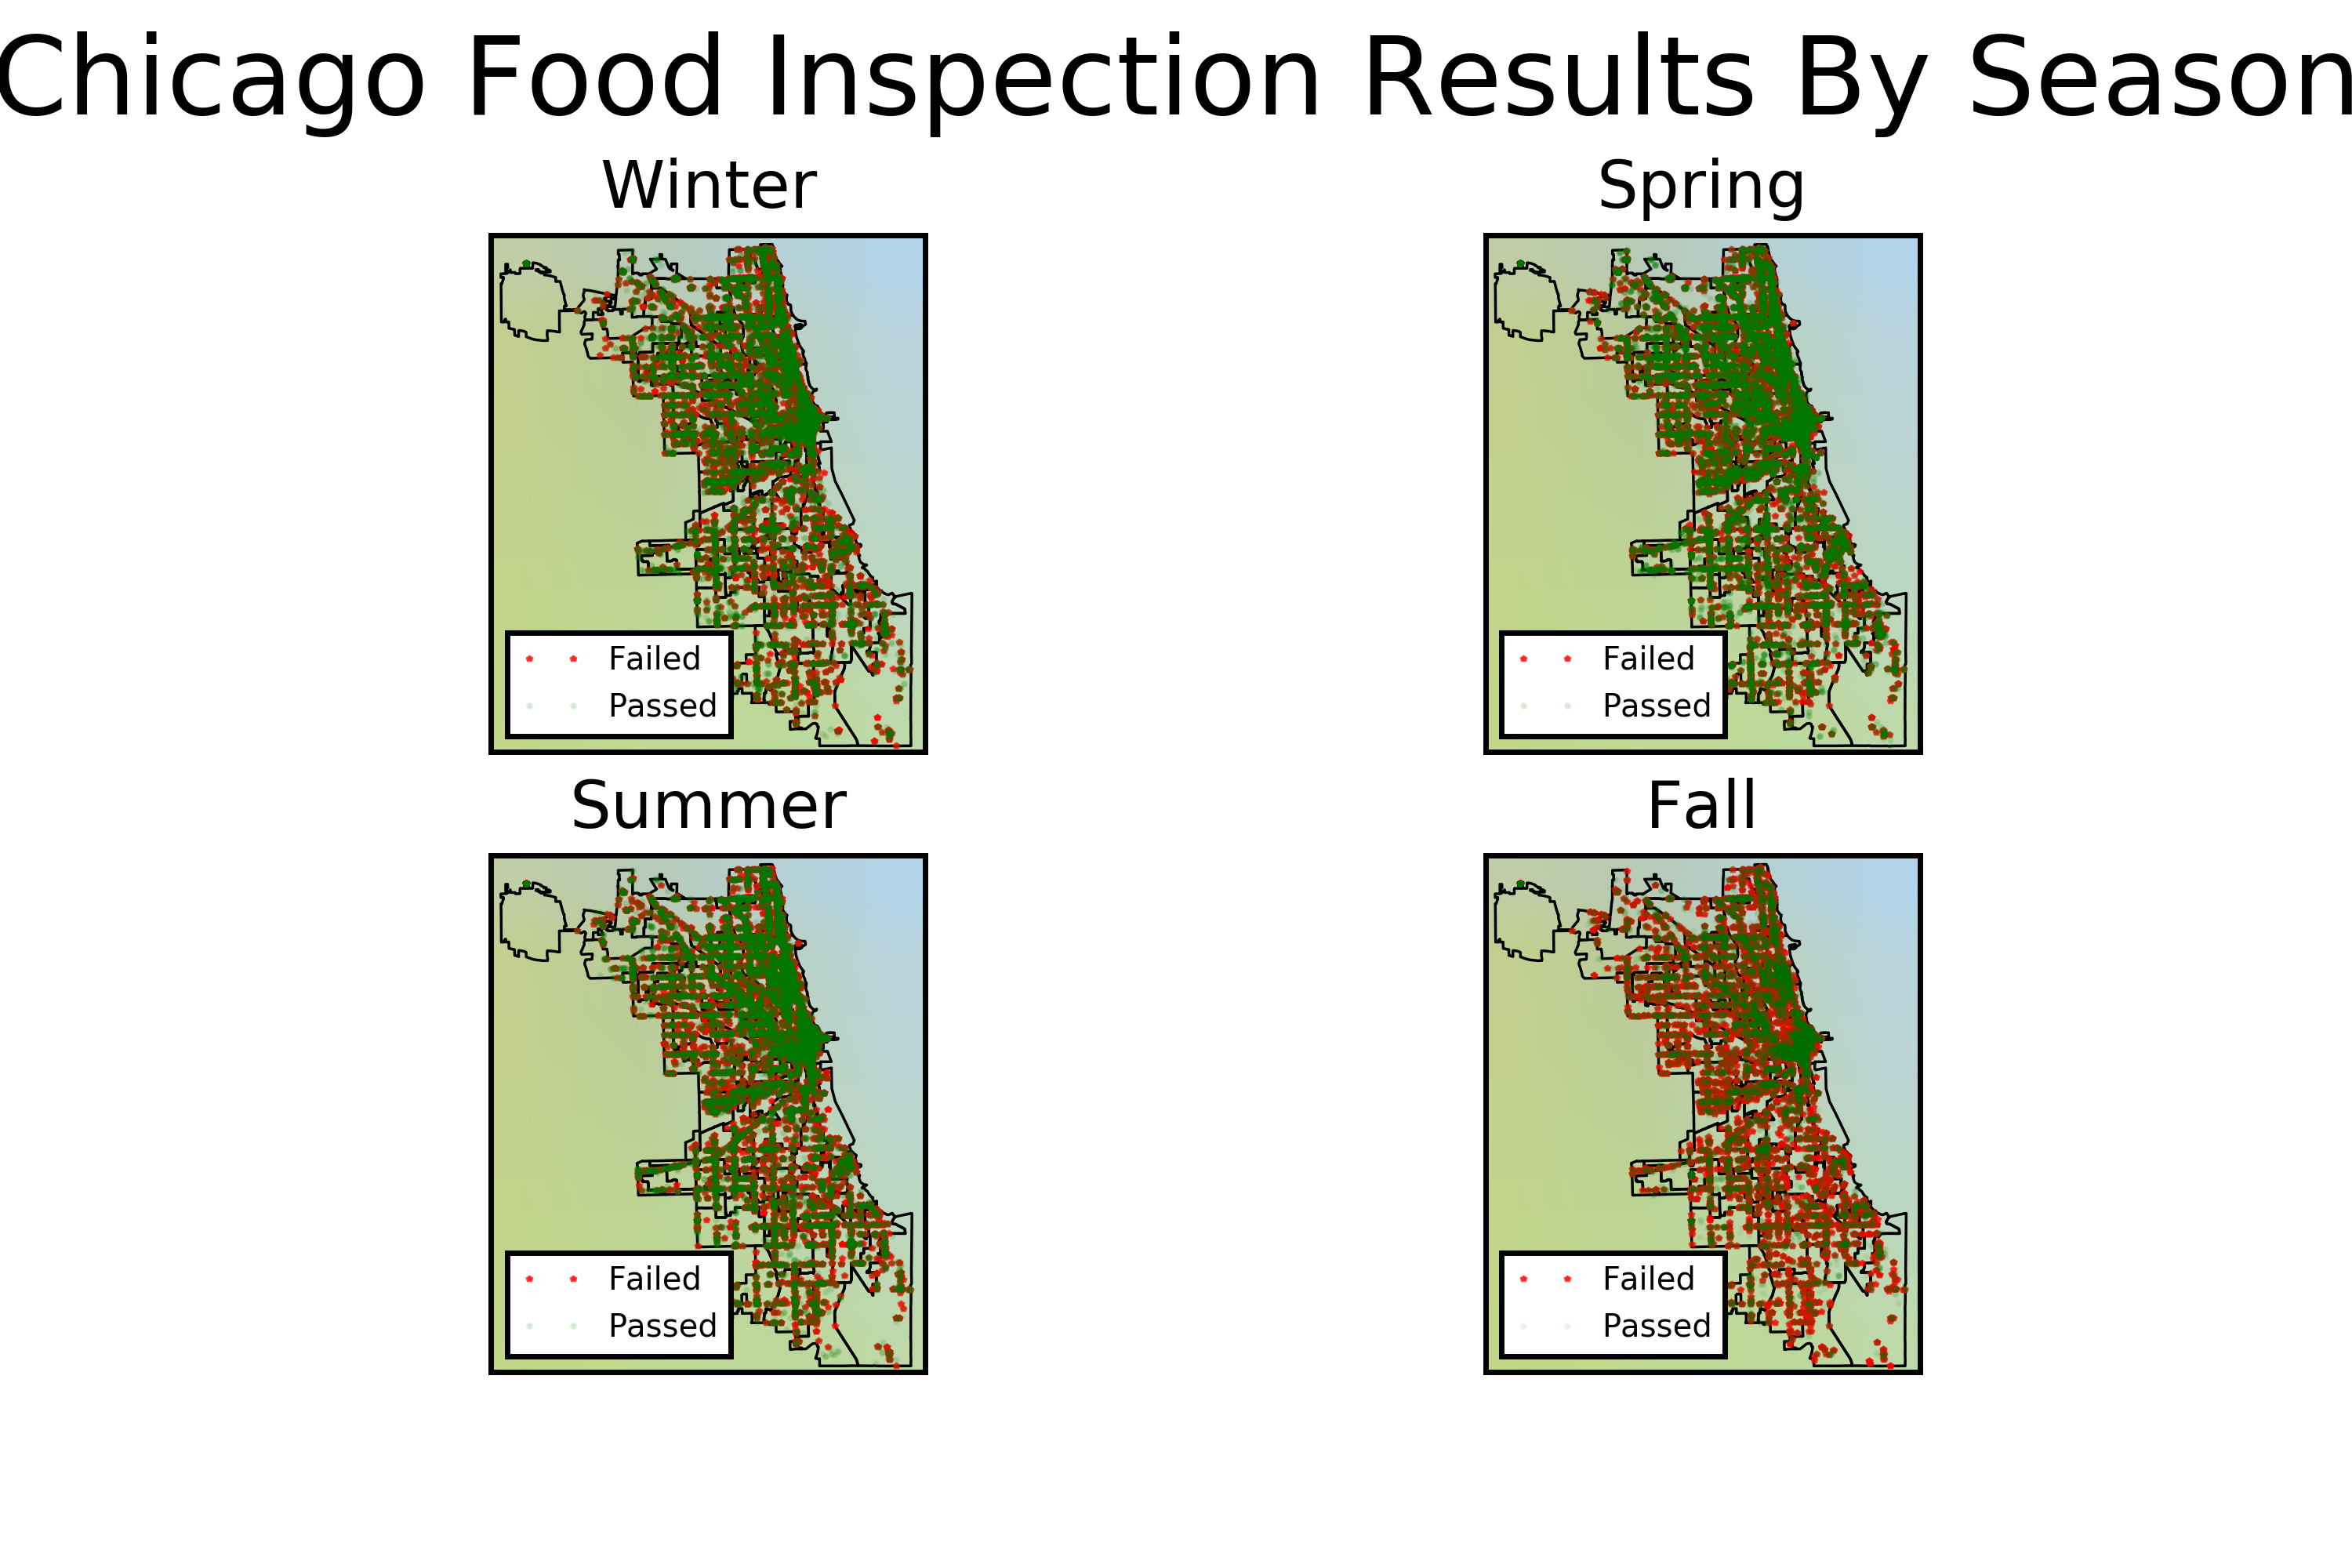 Chicago Food Inspection Results By Season
Winter
Spring
Failed
Passed
Failed
Passed
Summer
Fall
Failed
Passed
Failed
Passed